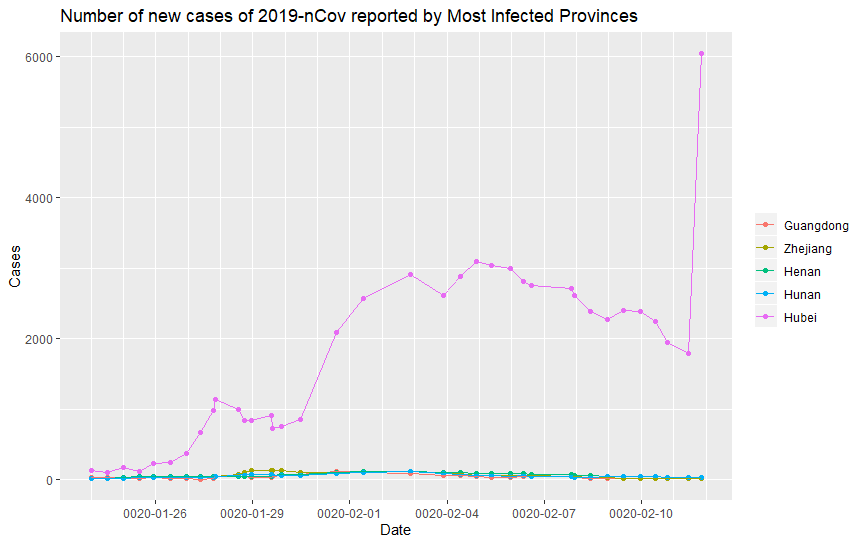 Number of new cases of 2019-nCov reported by Most Infected Provinces
6000
4000
2000
0
Cases
0020-01-26 0020-01-29 0020-02-01 0020-02-04 0020-02-07 0020-02-10
Date
Guangdong
Zhejiang
Henan
Hunan
Hubei